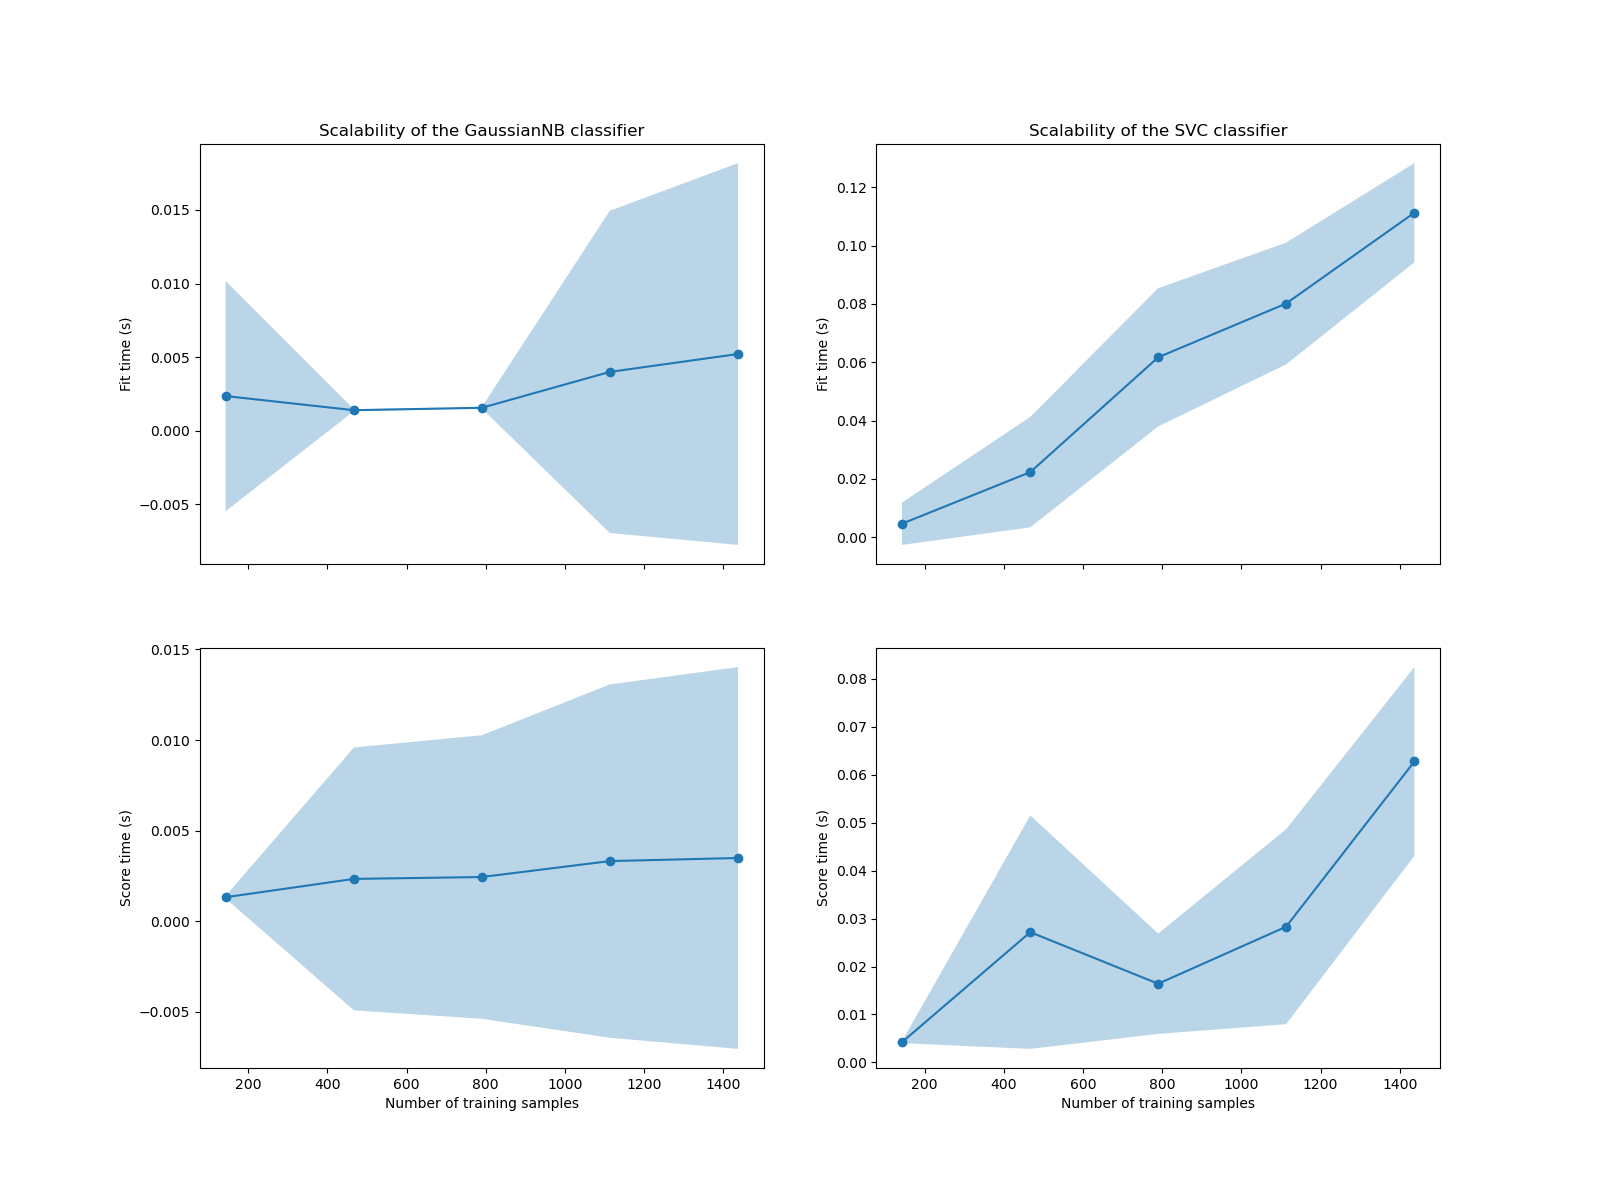 Scalability of the GaussianNB classifier
Fit time (s)
0.015
0.010
0.005
0.000
−0.005
Scalability of the SVC classifier
Fit time (s)
0.12
0.10
0.08
0.06
0.04
0.02
0.00
Score time (s)
0.015
0.010
0.005
0.000
−0.005
200 400 600 800 1000 1200 1400
Number of training samples
Score time (s)
0.08
0.07
0.06
0.05
0.04
0.03
0.02
0.01
0.00
200 400 600 800 1000 1200 1400
Number of training samples